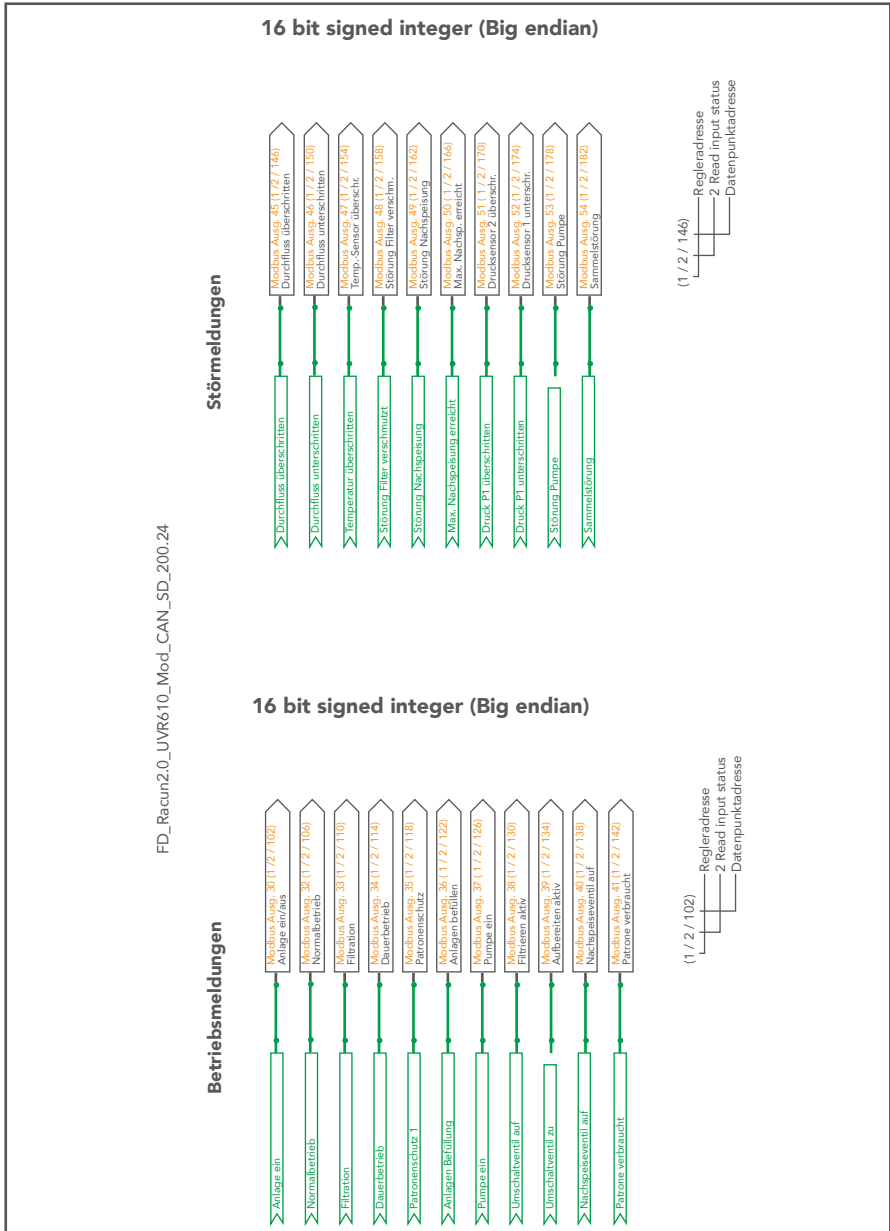 16 bit signed integer (Big endian)
Störmeldungen
Durchfluss überschritten
Modbus Ausg. 45 (1 /2 / 146)
Durchfluss überschritten
Durchfluss unterschritten
Modbus Ausg. 46 (1 / 2 / 150)
Durchfluss unterschritten
Temperatur überschritten
Modbus Ausg. 47 (1 / 2 / 154)
Temp.-Sensor überschr.
Störung Filter verschmutzt
Modbus Ausg. 48 (1 / 2 / 158)
Störung Filter verschm.
Störung Nachspeisung
Modbus Ausg. 49 (1 / 2 / 162)
Störung Nachspeisung
Max. Nachspeisung erreicht
Modbus Ausg. 50 (1 / 2 / 166)
Max. Nachsp. erreicht
Druck P1 überschritten
Modbus Ausg. 51 (1 / 2 / 170)
Drucksensor 2 überschr.
Druck P1 unterschritten
Modbus Ausg. 52 (1 / 2 / 174)
Drucksensor 1 unterschr.
Störung Pumpe
Modbus Ausg. 53 (1 / 2 / 178)
Störung Pumpe
Sammelstörung
Modbus Ausg. 54 (1 / 2 / 182)
Sammelstörung
(1 / 2 / 146)
Regleradresse
2 Read input status
Datenpunktadresse
FD_Racun2.0_UVR610_Mod_CAN_SD_200.24
16 bit signed integer (Big endian)
Betriebsmeldungen
Anlage ein
Modbus Ausg. 30 (1 /2 / 102)
Anlage ein/aus
Normalbetrieb
Modbus Ausg. 32 (1 / 2 / 106)
Normalbetrieb
Filtration
Modbus Ausg. 33 (1 / 2 / 110)
Filtration
Dauerbetrieb
Modbus Ausg. 34 (1 / 2 / 114)
Dauerbetrieb
Patronenschutz 1
Modbus Ausg. 35 (1 / 2 / 118)
Patronenschutz
Anlagen Befüllung
Modbus Ausg. 36 (1 / 2 / 122)
Anlagen befüllen
Pumpe ein
Modbus Ausg. 37 ( 1 / 2 / 126)
Pumpe ein
Umschaltventil auf
Modbus Ausg. 38 (1 / 2 / 130)
Filtrieren aktiv
Umschaltventil zu
Modbus Ausg. 39 (1 / 2 / 134)
Aufbereiten aktiv
Nachspeiseventil auf
Modbus Ausg. 40 (1 / 2 / 138)
Nachspeiseventil auf
Patrone verbraucht
Modbus Ausg. 41 (1 / 2 / 142)
Patrone verbraucht
(1 / 2 / 102)
Regleradresse
2 Read input status
Datenpunktadresse